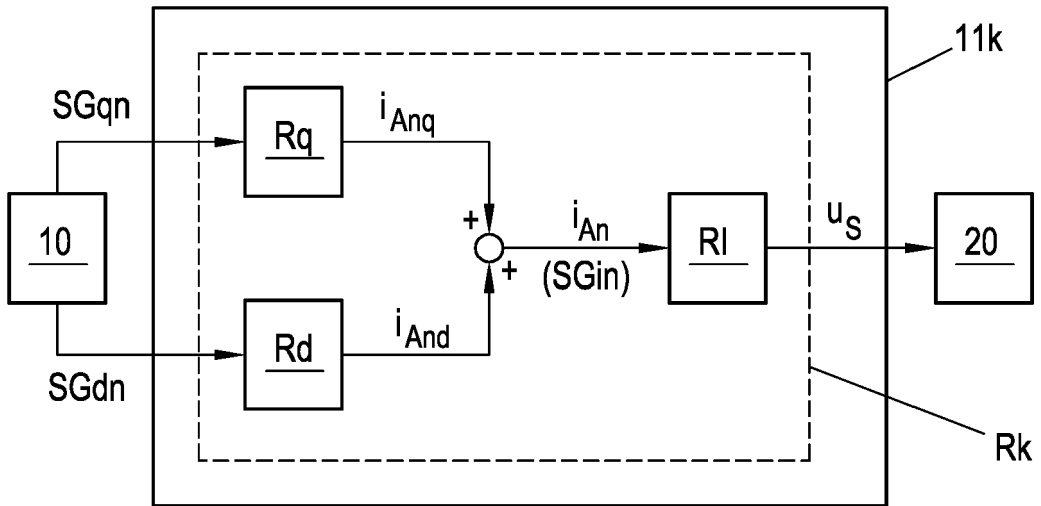 11k
SGqn
Rq
i_Anq
10
+
+
i_An
(SGin)
RI
u_S
20
SGdn
Rd
i_And
Rk